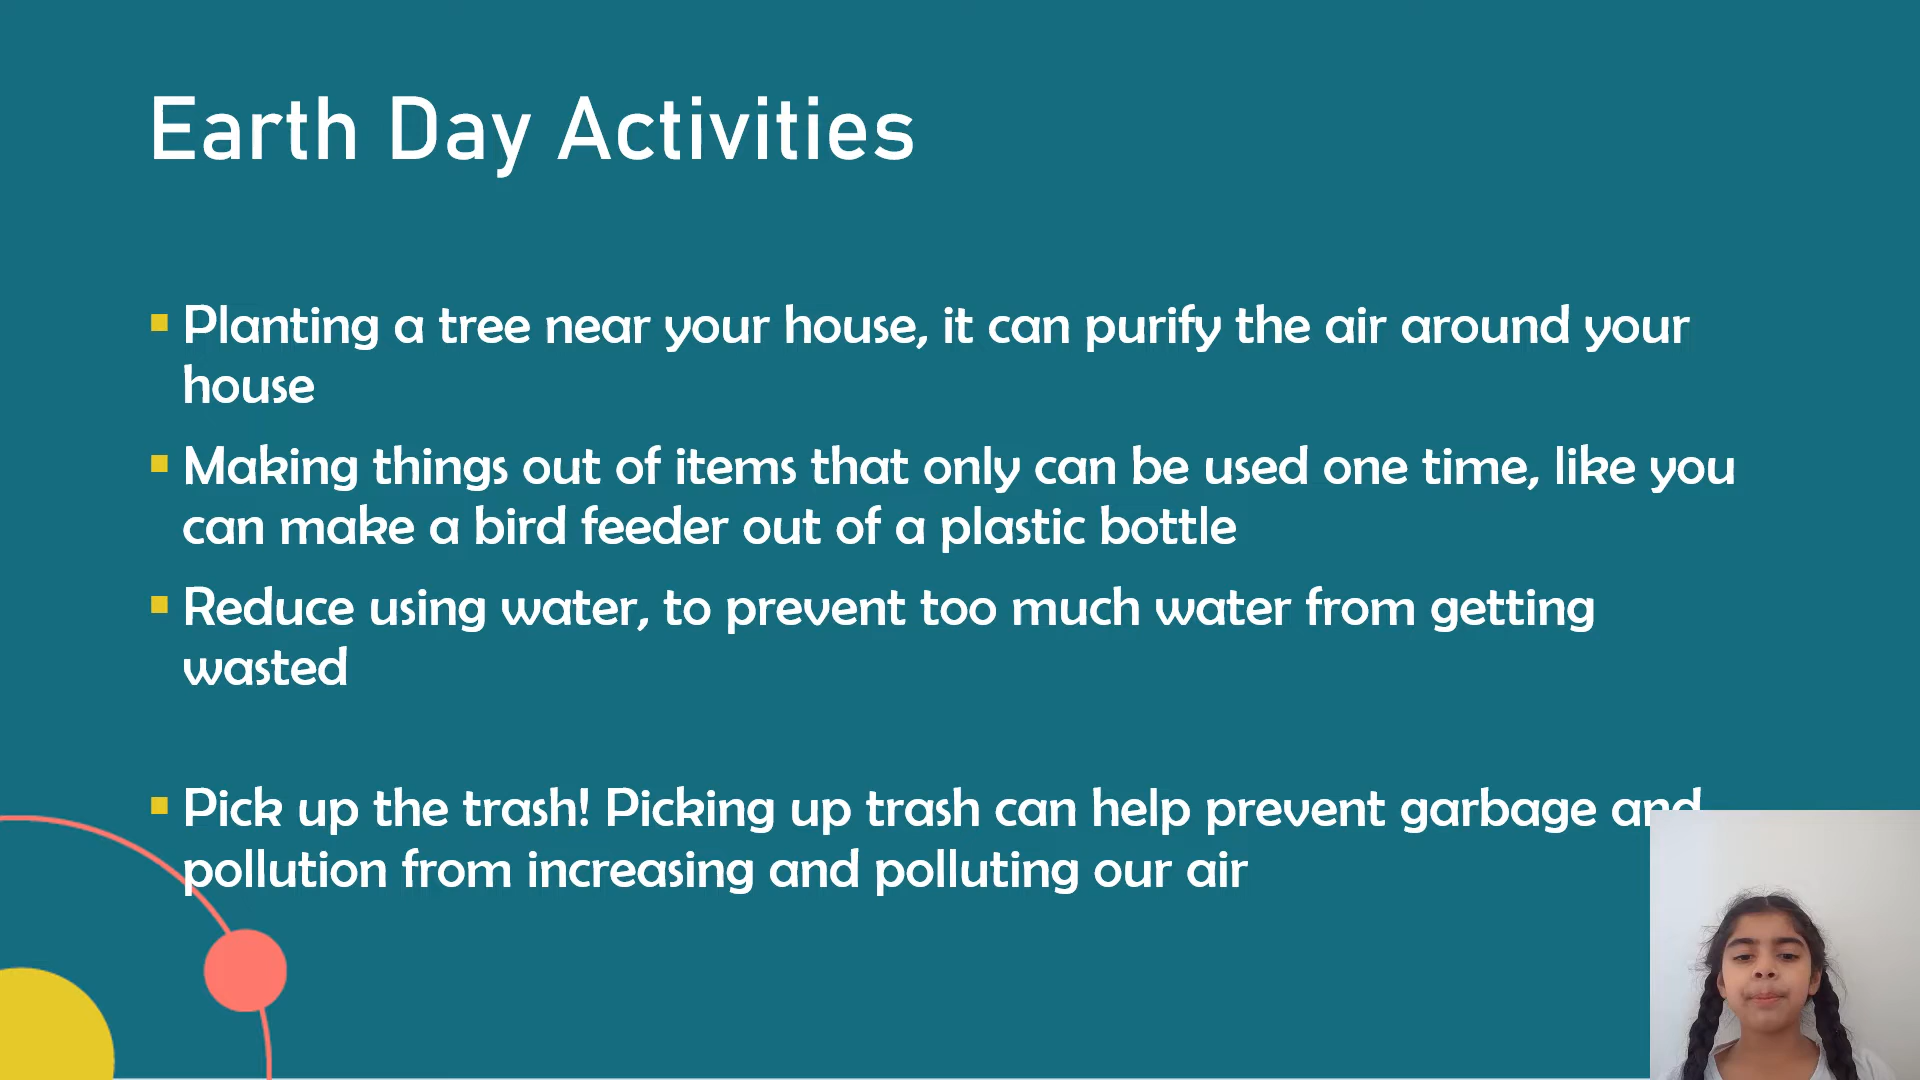 Earth Day Activities
Planting a tree near your house, it can purify the air around your
house
Making things out of items that only can be used one time, like you
can make a bird feeder out of a plastic bottle
Reduce using water, to prevent too much water from getting
wasted
Pick up the trash! Picking up trash can help prevent garbage and
pollution from increasing and polluting our air